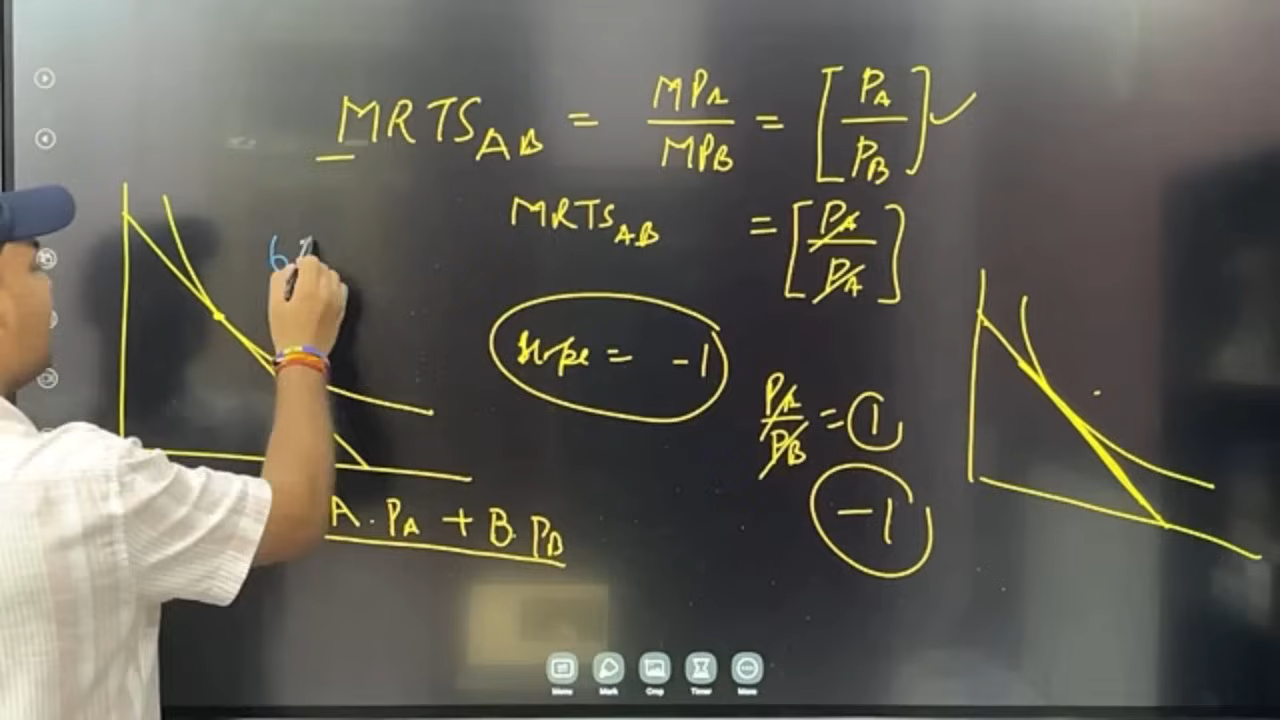 MRTS_AB = MP_A / MP_B = [P_A / P_B] ✓
MRTS_AB = [P_A / P_A]
slope = -1
P_A / P_B = 1
-1
A.P_A + B.P_B
Menu Mark Crop Timer More